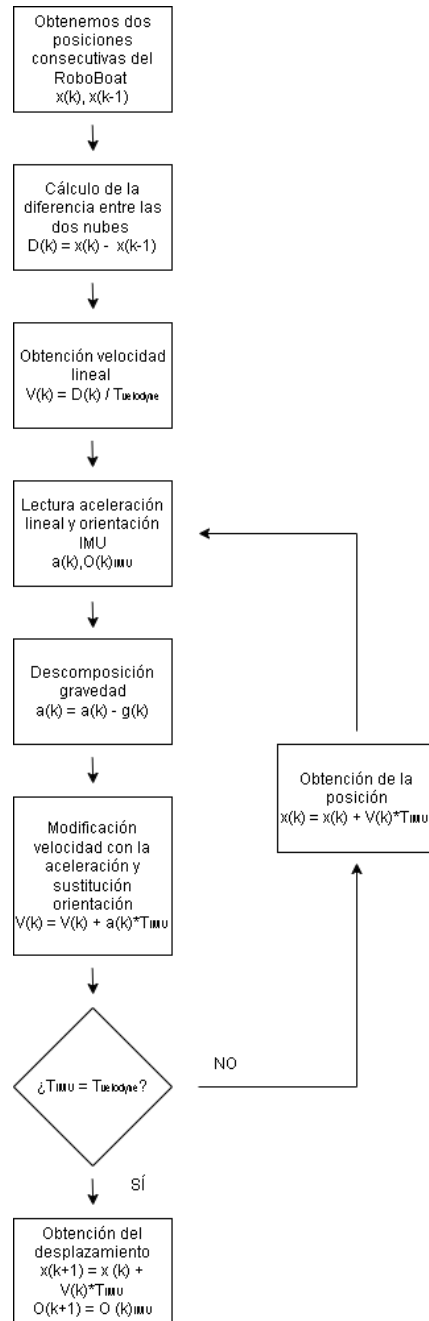 Obtenemos dos
posiciones
consecutivas del
RoboBoat
x(k), x(k-1)
Cálculo de la
diferencia entre las
dos nubes
D(k) = x(k) - x(k-1)
Obtención velocidad
lineal
V(k) = D(k) / Tvelodyne
Lectura aceleración
lineal y orientación
IMU
a(k),O(k)IMU
Descomposición
gravedad
a(k) = a(k) - g(k)
Modificación
velocidad con la
aceleración y
sustitución
orientación
V(k) = V(k) + a(k)*TIMU
Obtención de la
posición
x(k) = x(k) + V(k)*TIMU
¿TIMU = Tvelodyne?
NO
SÍ
Obtención del
desplazamiento
x(k+1) = x (k) +
V(k)*TIMU
O(k+1) = O (k)IMU